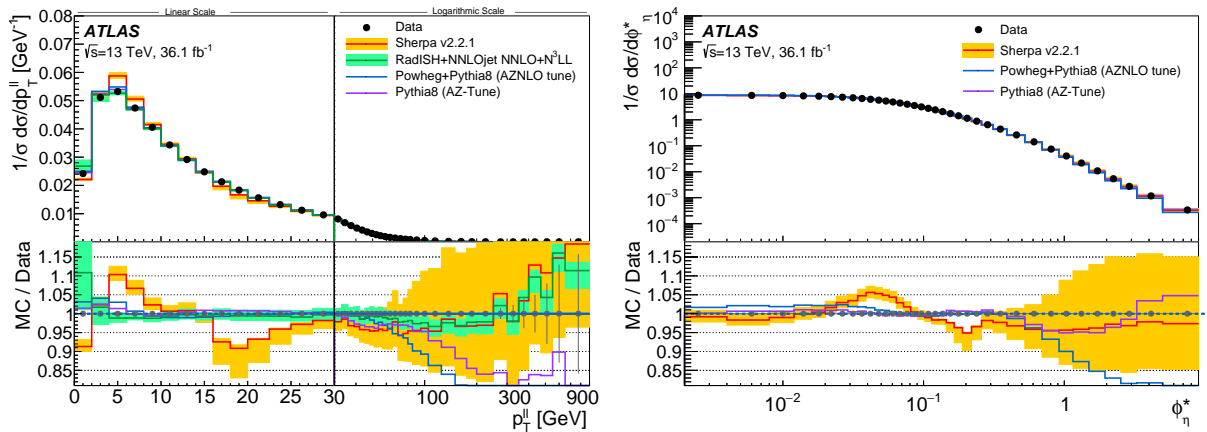 Linear Scale Logarithmic Scale
ATLAS
√s=13 TeV, 36.1 fb⁻¹
Data
Sherpa v2.2.1
RadISH+NNLOjet NNLO+N³LL
Powheg+Pythia8 (AZNLO tune)
Pythia8 (AZ-Tune)
1/σ dσ/dp_T^ll [GeV⁻¹]
0.08
0.07
0.06
0.05
0.04
0.03
0.02
0.01
MC / Data
1.15
1.1
1.05
1
0.95
0.9
0.85
0 5 10 15 20 25 30 100 300 900
p_T^ll [GeV]
ATLAS
√s=13 TeV, 36.1 fb⁻¹
Data
Sherpa v2.2.1
Powheg+Pythia8 (AZNLO tune)
Pythia8 (AZ-Tune)
1/σ dσ/dϕ*_η
10⁴
10³
10²
10
1
10⁻¹
10⁻²
10⁻³
10⁻⁴
MC / Data
1.15
1.1
1.05
1
0.95
0.9
0.85
10⁻² 10⁻¹ 1
ϕ*_η